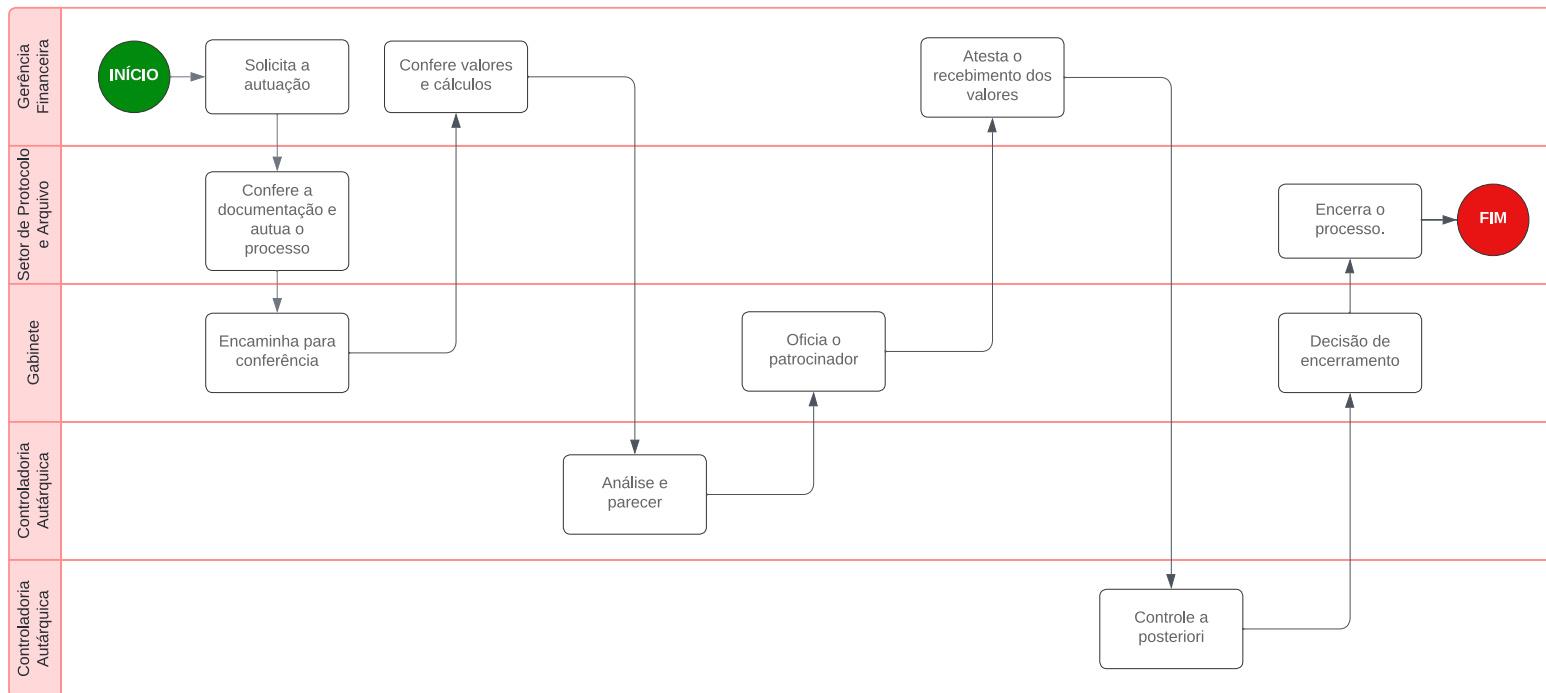 Gerência
Financeira
INÍCIO
Solicita a
autuação
Confere valores
e cálculos
Atesta o
recebimento dos
valores
Setor de Protocolo
e Arquivo
Confere a
documentação e
autua o
processo
Encerra o
processo.
FIM
Gabinete
Encaminha para
conferência
Oficia o
patrocinador
Decisão de
encerramento
Controladoria
Autárquica
Análise e
parecer
Controladoria
Autárquica
Controle a
posteriori